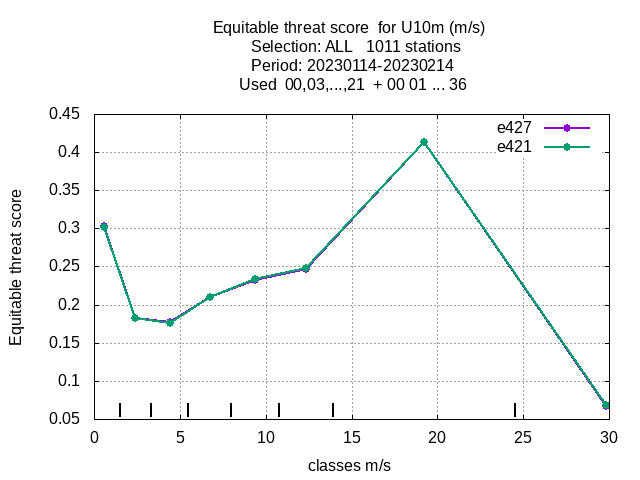 Equitable threat score  for U10m (m/s)
Selection: ALL   1011 stations
Period: 20230114-20230214
Used  00,03,...,21  + 00 01 ... 36
e427
e421
0.45
0.4
0.35
0.3
0.25
0.2
0.15
0.1
0.05
Equitable threat score
0 5 10 15 20 25 30
classes m/s